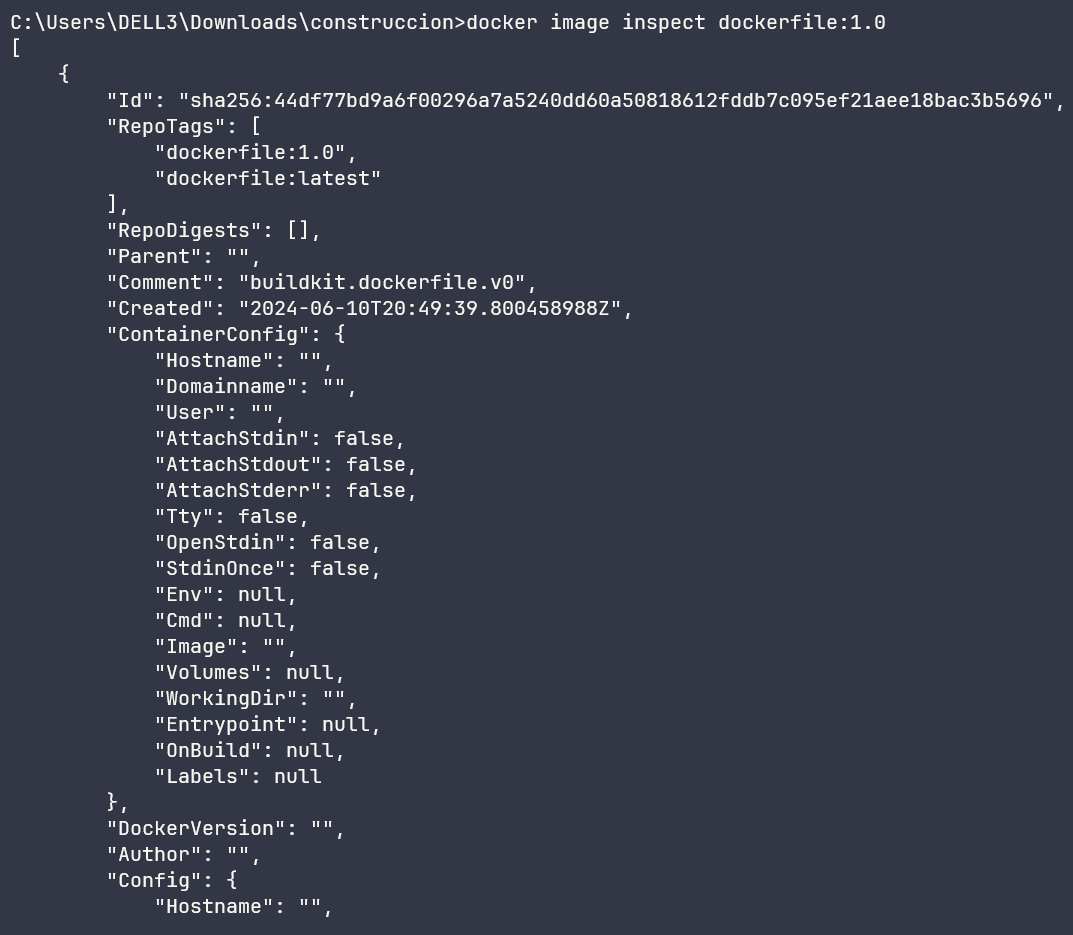 C:\Users\DELL3\Downloads\construccion>docker image inspect dockerfile:1.0
[
    {
        "Id": "sha256:44df77bd9a6f00296a7a5240dd60a50818612fddb7c095ef21aee18bac3b5696",
        "RepoTags": [
            "dockerfile:1.0",
            "dockerfile:latest"
        ],
        "RepoDigests": [],
        "Parent": "",
        "Comment": "buildkit.dockerfile.v0",
        "Created": "2024-06-10T20:49:39.800458988Z",
        "ContainerConfig": {
            "Hostname": "",
            "Domainname": "",
            "User": "",
            "AttachStdin": false,
            "AttachStdout": false,
            "AttachStderr": false,
            "Tty": false,
            "OpenStdin": false,
            "StdinOnce": false,
            "Env": null,
            "Cmd": null,
            "Image": "",
            "Volumes": null,
            "WorkingDir": "",
            "Entrypoint": null,
            "OnBuild": null,
            "Labels": null
        },
        "DockerVersion": "",
        "Author": "",
        "Config": {
            "Hostname": "",